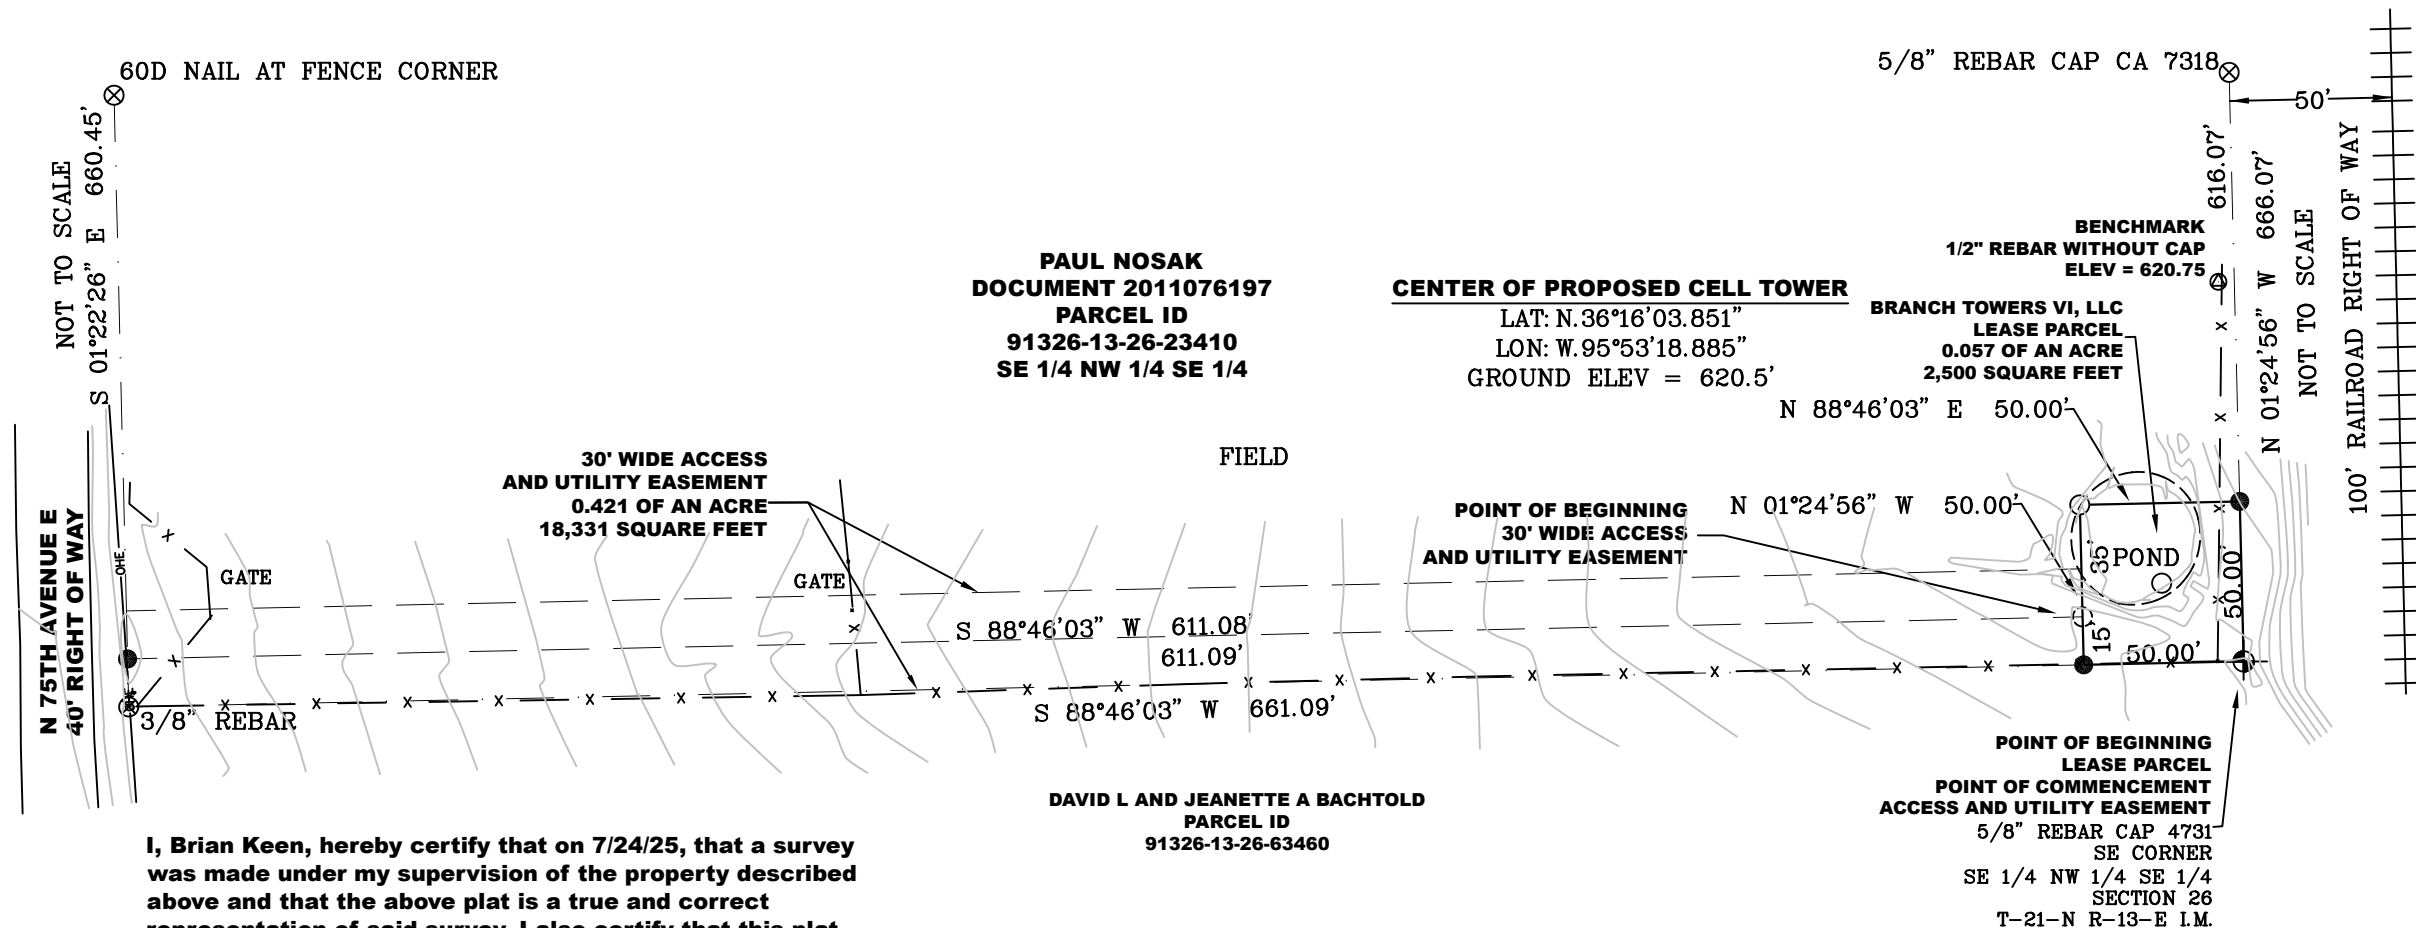 60D NAIL AT FENCE CORNER
5/8” REBAR CAP CA 7318
50’
NOT TO SCALE
S 01°22’26” E 660.45’
616.07’
N 01°24’56” W 666.07’
NOT TO SCALE
100’ RAILROAD RIGHT OF WAY
BENCHMARK
1/2" REBAR WITHOUT CAP
ELEV = 620.75
PAUL NOSAK
DOCUMENT 2011076197
PARCEL ID
91326-13-26-23410
SE 1/4 NW 1/4 SE 1/4
CENTER OF PROPOSED CELL TOWER
LAT: N.36°16’03.851”
LON: W.95°53’18.885”
GROUND ELEV = 620.5’
BRANCH TOWERS VI, LLC
LEASE PARCEL
0.057 OF AN ACRE
2,500 SQUARE FEET
N 88°46’03” E 50.00’
FIELD
30' WIDE ACCESS
AND UTILITY EASEMENT
0.421 OF AN ACRE
18,331 SQUARE FEET
POINT OF BEGINNING
30' WIDE ACCESS
AND UTILITY EASEMENT
N 01°24’56” W 50.00’
N 75TH AVENUE E
40' RIGHT OF WAY
OHE
GATE
GATE
35’
POND
50.00’
S 88°46’03” W 611.08’
611.09’
15’
50.00’
3/8” REBAR
S 88°46’03” W 661.09’
POINT OF BEGINNING
LEASE PARCEL
POINT OF COMMENCEMENT
ACCESS AND UTILITY EASEMENT
5/8” REBAR CAP 4731
SE CORNER
SE 1/4 NW 1/4 SE 1/4
SECTION 26
T-21-N R-13-E I.M.
DAVID L AND JEANETTE A BACHTOLD
PARCEL ID
91326-13-26-63460
I, Brian Keen, hereby certify that on 7/24/25, that a survey
was made under my supervision of the property described
above and that the above plat is a true and correct
representation of said survey. I also certify that this plat